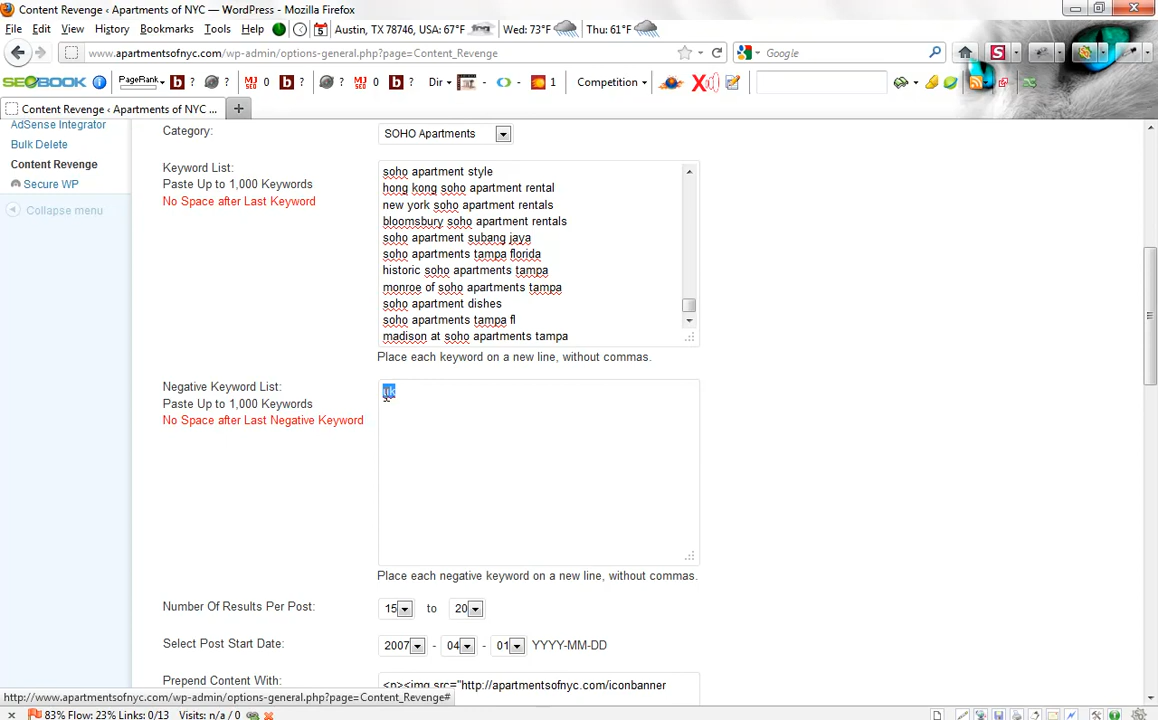 Content Revenge ‹ Apartments of NYC — WordPress - Mozilla Firefox
File Edit View History Bookmarks Tools Help Austin, TX 78746, USA: 67°F Wed: 73°F Thu: 61°F
www.apartmentsofnyc.com/wp-admin/options-general.php?page=Content_Revenge Google
SEOBOOK PageRank ? ? MJ SEO 0 0 ? MJ SEO 0 ? Dir - - 1 Competition
Content Revenge ‹ Apartments of NYC ...
AdSense Integrator
Bulk Delete
Content Revenge
Secure WP
Collapse menu
Category: SOHO Apartments
Keyword List:
Paste Up to 1,000 Keywords
No Space after Last Keyword
soho apartment style
hong kong soho apartment rental
new york soho apartment rentals
bloomsbury soho apartment rentals
soho apartment subang jaya
soho apartments tampa florida
historic soho apartments tampa
monroe of soho apartments tampa
soho apartment dishes
soho apartments tampa fl
madison at soho apartments tampa
Place each keyword on a new line, without commas.
Negative Keyword List:
Paste Up to 1,000 Keywords
No Space after Last Negative Keyword
uk
Place each negative keyword on a new line, without commas.
Number Of Results Per Post: 15 to 20
Select Post Start Date: 2007 - 04 - 01 YYYY-MM-DD
Prepend Content With: <p><img src="http://apartmentsofnyc.com/iconbanner
http://www.apartmentsofnyc.com/wp-admin/options-general.php?page=Content_Revenge#
83% Flow: 23% Links: 0/13 Visits: n/a / 0